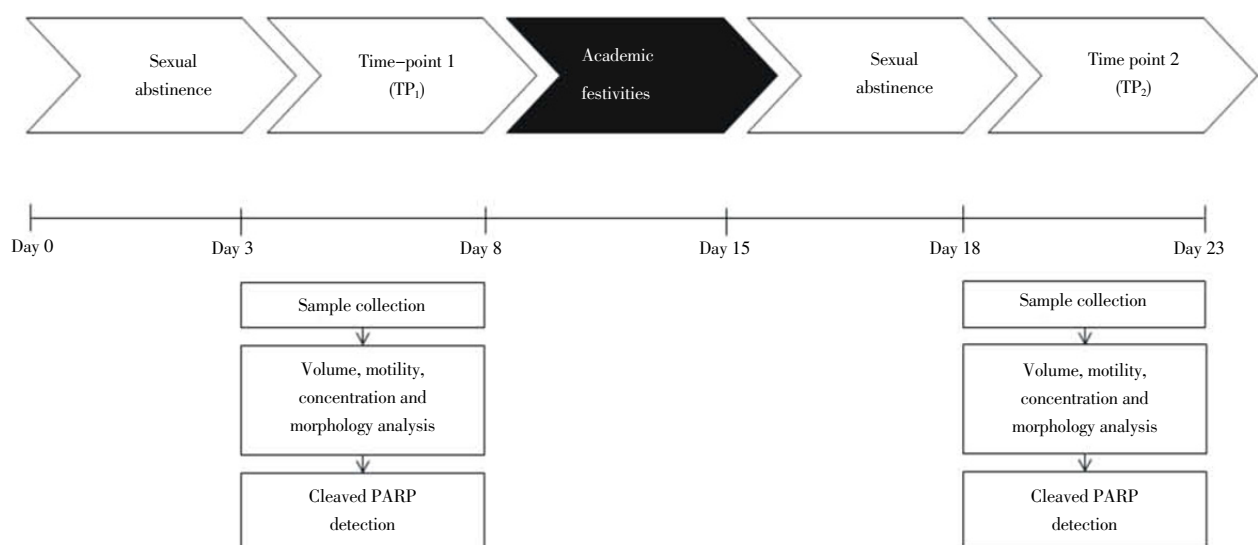 Sexual
abstinence
Time-point 1
(TP₁)
Academic
festivities
Sexual
abstinence
Time point 2
(TP₂)
Day 0
Day 3
Day 8
Day 15
Day 18
Day 23
Sample collection
Volume, motility,
concentration and
morphology analysis
Cleaved PARP
detection
Sample collection
Volume, motility,
concentration and
morphology analysis
Cleaved PARP
detection